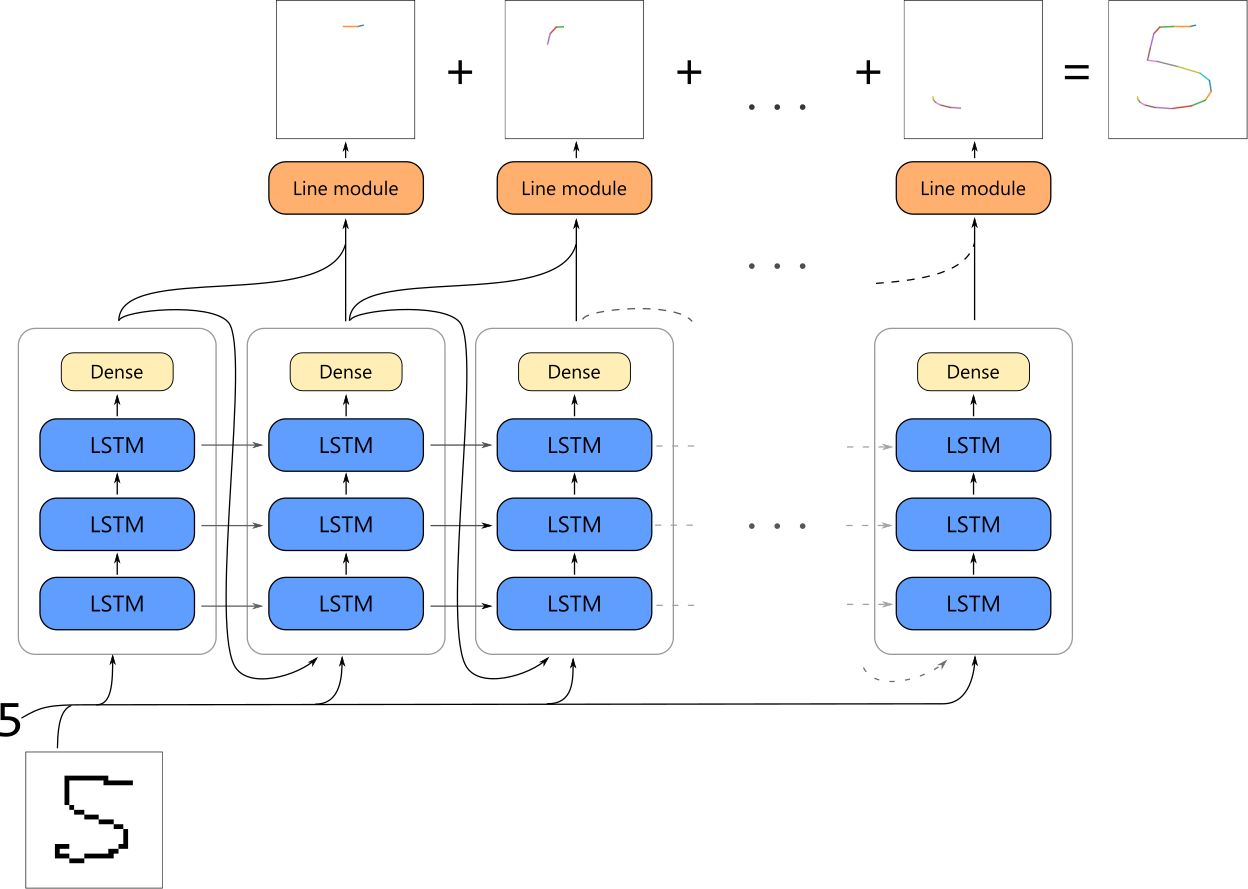 + + . . . + =
Line module Line module Line module
. . .
Dense Dense Dense Dense
LSTM LSTM LSTM LSTM
LSTM LSTM LSTM . . . LSTM
LSTM LSTM LSTM LSTM
5